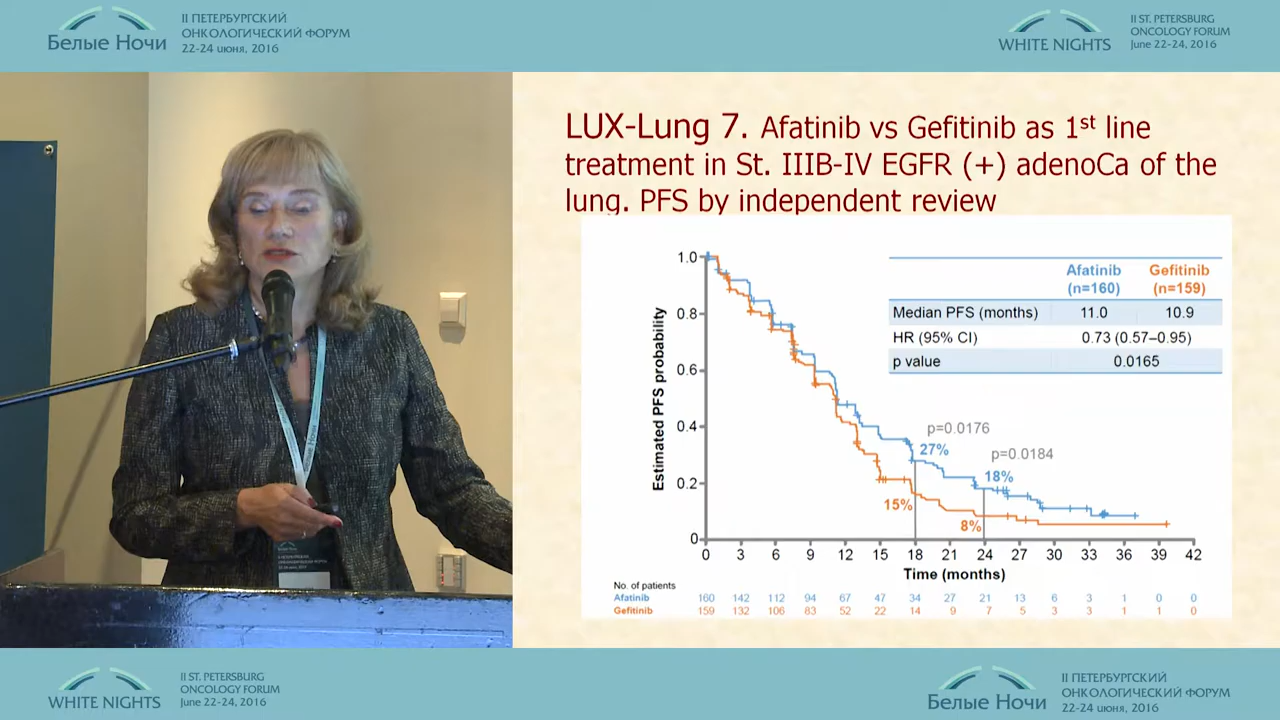 Белые Ночи
II ПЕТЕРБУРГСКИЙ
ОНКОЛОГИЧЕСКИЙ ФОРУМ
22-24 июня, 2016
WHITE NIGHTS
II ST. PETERSBURG
ONCOLOGY FORUM
June 22-24, 2016
LUX-Lung 7. Afatinib vs Gefitinib as 1st line
treatment in St. IIIB-IV EGFR (+) adenoCa of the
lung. PFS by independent review
Afatinib Gefitinib
(n=160) (n=159)
Median PFS (months) 11.0 10.9
HR (95% CI) 0.73 (0.57–0.95)
p value 0.0165
Estimated PFS probability
1.0
0.8
0.6
0.4
0.2
0
p=0.0176
27%
p=0.0184
18%
15%
8%
0 3 6 9 12 15 18 21 24 27 30 33 36 39 42
Time (months)
No. of patients
Afatinib 160 142 112 94 67 47 34 27 21 13 6 3 1 0 0
Gefitinib 159 132 106 83 52 22 14 9 7 5 3 3 1 1 0
WHITE NIGHTS
II ST. PETERSBURG
ONCOLOGY FORUM
June 22-24, 2016
Белые Ночи
II ПЕТЕРБУРГСКИЙ
ОНКОЛОГИЧЕСКИЙ ФОРУМ
22-24 июня, 2016